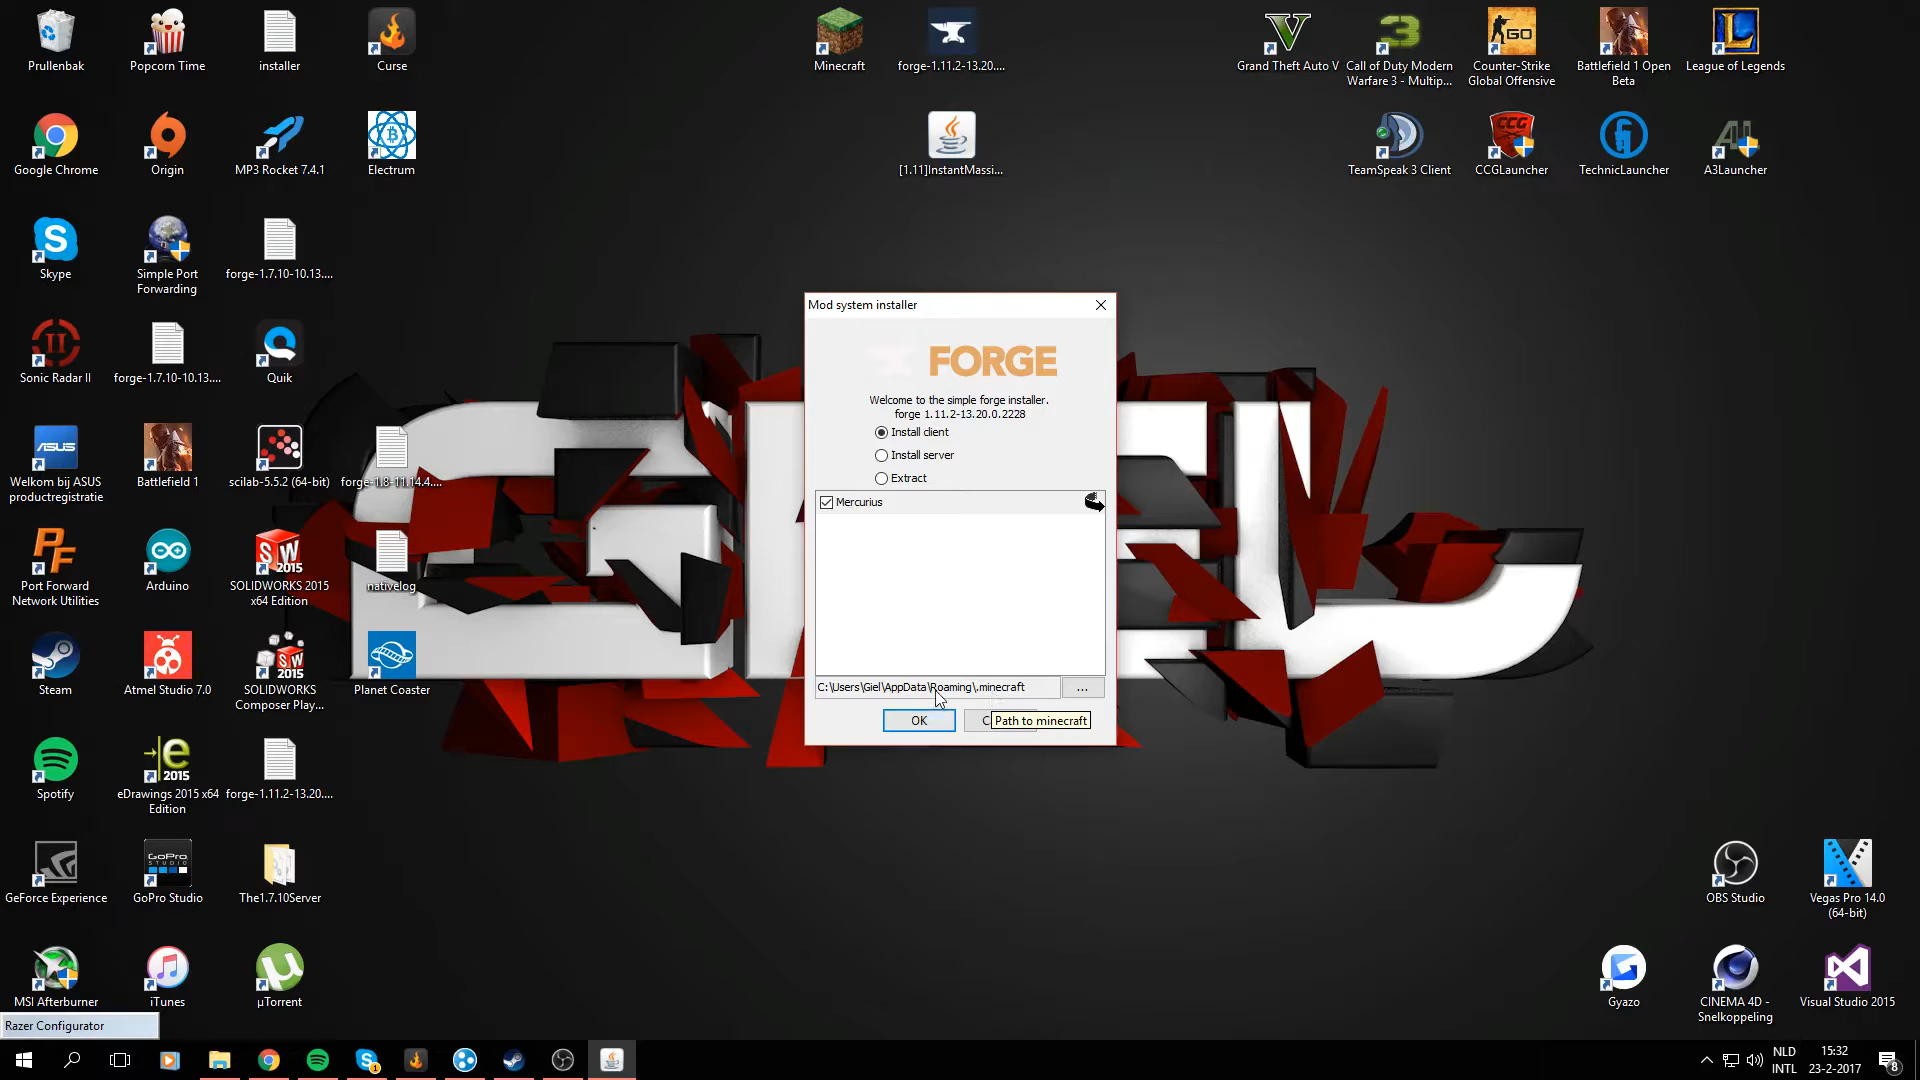 Prullenbak
Popcorn Time
installer
Curse
Minecraft
forge-1.11.2-13.20....
Grand Theft Auto V
Call of Duty Modern
Warfare 3 - Multip...
Counter-Strike
Global Offensive
Battlefield 1 Open
Beta
League of Legends
Google Chrome
Origin
MP3 Rocket 7.4.1
Electrum
[1.11]InstantMassi...
TeamSpeak 3 Client
CCGLauncher
TechnicLauncher
A3Launcher
Skype
Simple Port
Forwarding
forge-1.7.10-10.13....
Sonic Radar II
forge-1.7.10-10.13....
Quik
Mod system installer
FORGE
Welcome to the simple forge installer.
forge 1.11.2-13.20.0.2228
Install client
Install server
Extract
Mercurius
C:\Users\Giel\AppData\Roaming\.minecraft
...
OK
C
Path to minecraft
Welkom bij ASUS
productregistratie
Battlefield 1
scilab-5.5.2 (64-bit)
forge-1.8-11.14.4....
Port Forward
Network Utilities
Arduino
SOLIDWORKS 2015
x64 Edition
nativelog
Steam
Atmel Studio 7.0
SOLIDWORKS
Composer Play...
Planet Coaster
Spotify
eDrawings 2015 x64
Edition
forge-1.11.2-13.20....
GeForce Experience
GoPro Studio
The1.7.10Server
OBS Studio
Vegas Pro 14.0
(64-bit)
MSI Afterburner
iTunes
µTorrent
Gyazo
CINEMA 4D -
Snelkoppeling
Visual Studio 2015
Razer Configurator
NLD
INTL
15:32
23-2-2017
8